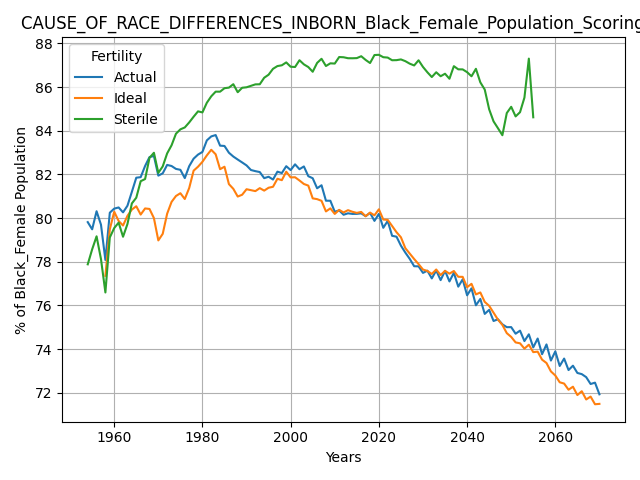 CAUSE_OF_RACE_DIFFERENCES_INBORN_Black_Female_Population_Scoring
% of Black_Female Population
88
86
84
82
80
78
76
74
72
Fertility
Actual
Ideal
Sterile
1960
1980
2000
2020
2040
2060
Years